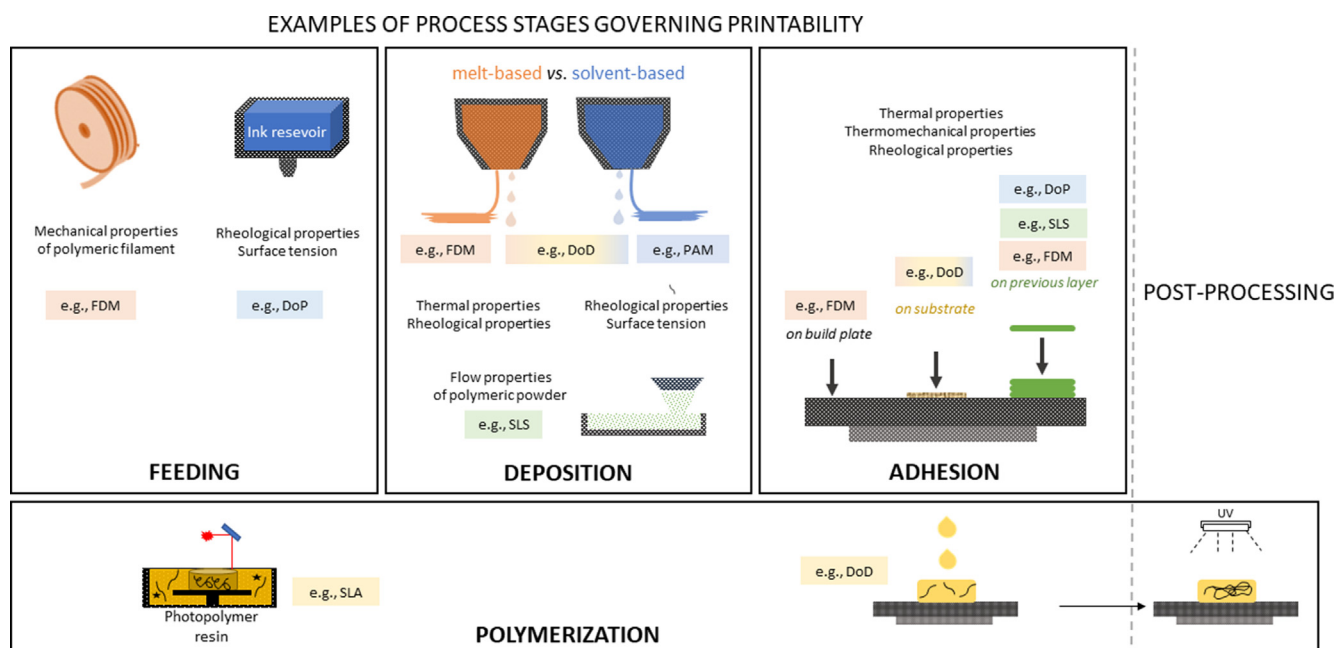 EXAMPLES OF PROCESS STAGES GOVERNING PRINTABILITY
Ink resevoir
Mechanical properties
of polymeric filament
Rheological properties
Surface tension
e.g., FDM
e.g., DoP
FEEDING
melt-based vs. solvent-based
e.g., FDM
e.g., DoD
e.g., PAM
Thermal properties
Rheological properties
Rheological properties
Surface tension
Flow properties
of polymeric powder
e.g., SLS
DEPOSITION
Thermal properties
Thermomechanical properties
Rheological properties
e.g., DoP
e.g., SLS
e.g., FDM
on previous layer
e.g., DoD
on substrate
e.g., FDM
on build plate
ADHESION
POST-PROCESSING
Photopolymer
resin
e.g., SLA
POLYMERIZATION
e.g., DoD
UV